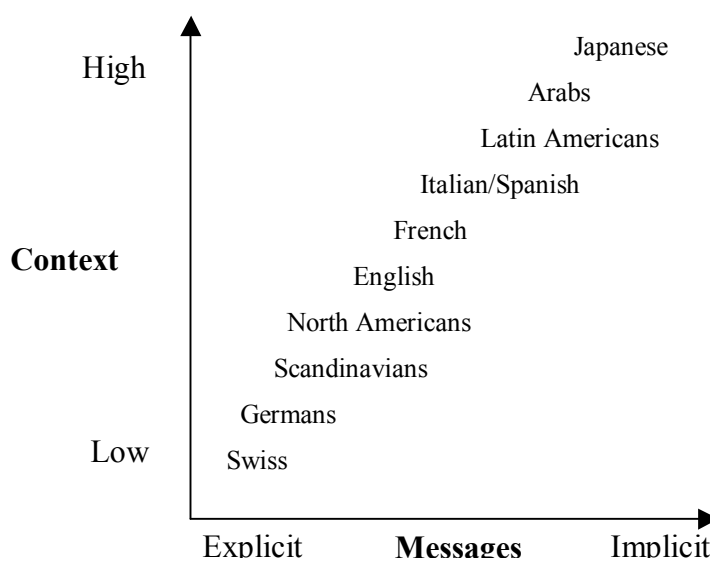 Japanese
High
Arabs
Latin Americans
Italian/Spanish
French
Context
English
North Americans
Scandinavians
Germans
Low
Swiss
Explicit Messages Implicit